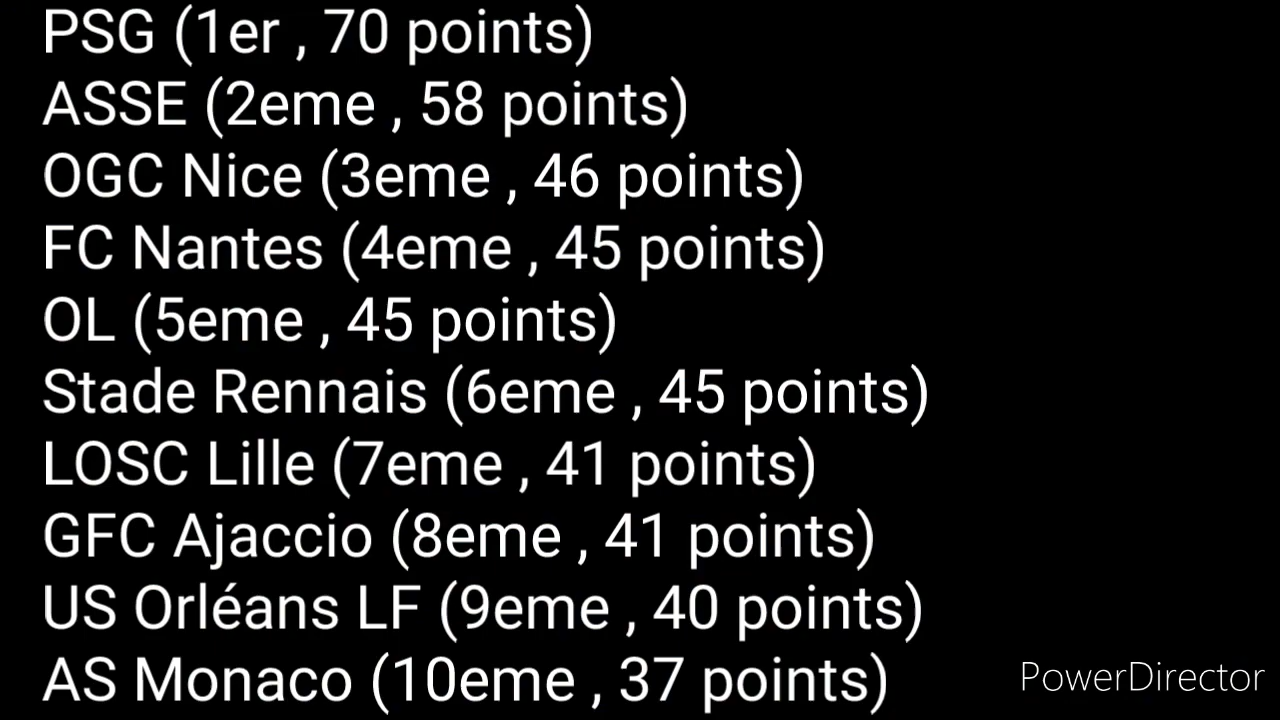 PSG (1er , 70 points)
ASSE (2eme , 58 points)
OGC Nice (3eme , 46 points)
FC Nantes (4eme , 45 points)
OL (5eme , 45 points)
Stade Rennais (6eme , 45 points)
LOSC Lille (7eme , 41 points)
GFC Ajaccio (8eme , 41 points)
US Orléans LF (9eme , 40 points)
AS Monaco (10eme , 37 points)
PowerDirector